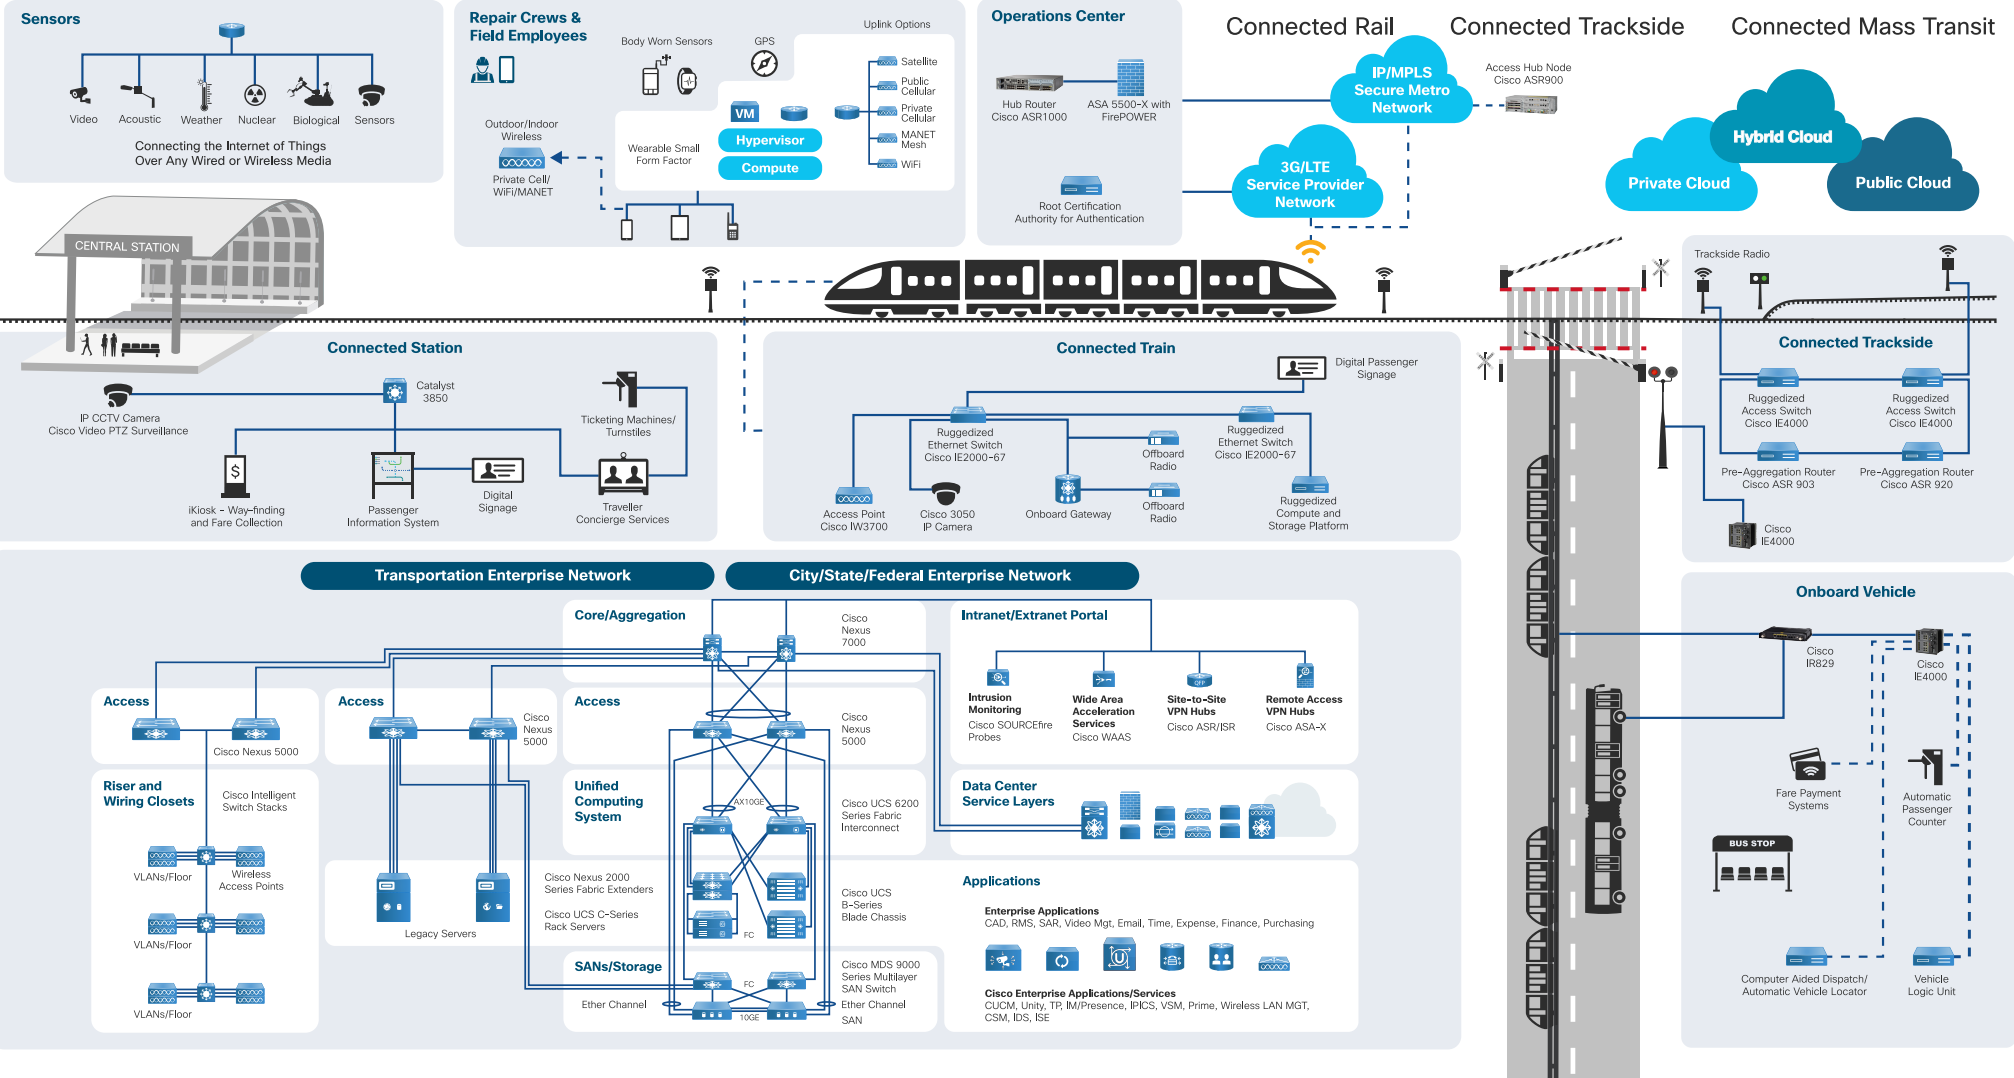 Sensors
Video
Acoustic
Weather
Nuclear
Biological
Sensors
Connecting the Internet of Things
Over Any Wired or Wireless Media
Repair Crews &
Field Employees
Body Worn Sensors
GPS
Uplink Options
Satellite
Public
Cellular
Private
Cellular
MANET
Mesh
WiFi
VM
Hypervisor
Compute
Wearable Small
Form Factor
Outdoor/Indoor
Wireless
Private Cell/
WiFi/MANET
Operations Center
Hub Router
Cisco ASR1000
ASA 5500-X with
FirePOWER
Root Certification
Authority for Authentication
Connected Rail
Connected Trackside
Connected Mass Transit
IP/MPLS
Secure Metro
Network
Access Hub Node
Cisco ASR900
3G/LTE
Service Provider
Network
Hybrid Cloud
Private Cloud
Public Cloud
CENTRAL STATION
Connected Station
IP CCTV Camera
Cisco Video PTZ Surveillance
Catalyst
3850
Ticketing Machines/
Turnstiles
$
iKiosk - Way-finding
and Fare Collection
Passenger
Information System
Digital
Signage
Traveller
Concierge Services
Connected Train
Digital Passenger
Signage
Ruggedized
Ethernet Switch
Cisco IE2000-67
Offboard
Radio
Ruggedized
Ethernet Switch
Cisco IE2000-67
Access Point
Cisco IW3700
Cisco 3050
IP Camera
Onboard Gateway
Offboard
Radio
Ruggedized
Compute and
Storage Platform
Trackside Radio
Connected Trackside
Ruggedized
Access Switch
Cisco IE4000
Ruggedized
Access Switch
Cisco IE4000
Pre-Aggregation Router
Cisco ASR 903
Pre-Aggregation Router
Cisco ASR 920
Cisco
IE4000
Transportation Enterprise Network
City/State/Federal Enterprise Network
Core/Aggregation
Cisco
Nexus
7000
Access
Cisco Nexus 5000
Access
Cisco
Nexus
5000
Access
Cisco
Nexus
5000
Riser and
Wiring Closets
Cisco Intelligent
Switch Stacks
VLANs/Floor
Wireless
Access Points
VLANs/Floor
VLANs/Floor
Legacy Servers
Unified
Computing
System
AX10GE
Cisco UCS 6200
Series Fabric
Interconnect
Cisco Nexus 2000
Series Fabric Extenders
Cisco UCS C-Series
Rack Servers
Cisco UCS
B-Series
Blade Chassis
FC
SANs/Storage
Cisco MDS 9000
Series Multilayer
SAN Switch
FC
Ether Channel
Ether Channel
10GE
SAN
Intranet/Extranet Portal
QFP
Intrusion
Monitoring
Cisco SOURCEfire
Probes
Wide Area
Acceleration
Services
Cisco WAAS
Site-to-Site
VPN Hubs
Cisco ASR/ISR
Remote Access
VPN Hubs
Cisco ASA-X
Data Center
Service Layers
Applications
Enterprise Applications
CAD, RMS, SAR, Video Mgt, Email, Time, Expense, Finance, Purchasing
U
Cisco Enterprise Applications/Services
CUCM, Unity, TP, IM/Presence, IPICS, VSM, Prime, Wireless LAN MGT,
CSM, IDS, ISE
Onboard Vehicle
Cisco
IR829
Cisco
IE4000
Fare Payment
Systems
Automatic
Passenger
Counter
BUS STOP
Computer Aided Dispatch/
Automatic Vehicle Locator
Vehicle
Logic Unit